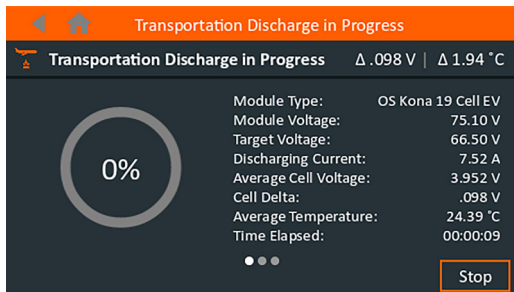 Transportation Discharge in Progress
Transportation Discharge in Progress Δ .098 V | Δ 1.94 °C
Module Type: OS Kona 19 Cell EV
Module Voltage: 75.10 V
Target Voltage: 66.50 V
Discharging Current: 7.52 A
Average Cell Voltage: 3.952 V
Cell Delta: .098 V
Average Temperature: 24.39 °C
Time Elapsed: 00:00:09
0%
Stop